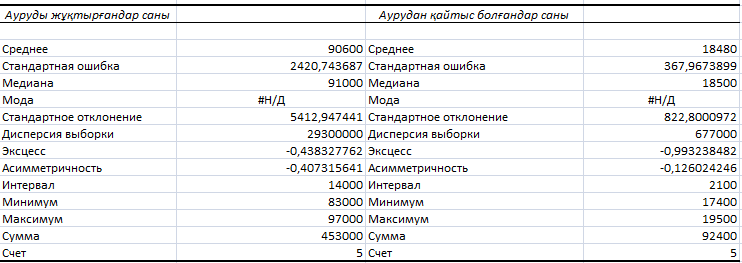 Ауруды жұқтырғандар саны Аурудан қайтыс болғандар саны
Среднее 90600 Среднее 18480
Стандартная ошибка 2420,743687 Стандартная ошибка 367,9673899
Медиана 91000 Медиана 18500
Мода #Н/Д Мода #Н/Д
Стандартное отклонение 5412,947441 Стандартное отклонение 822,8000972
Дисперсия выборки 29300000 Дисперсия выборки 677000
Эксцесс -0,438327762 Эксцесс -0,993238482
Асимметричность -0,407315641 Асимметричность -0,126024246
Интервал 14000 Интервал 2100
Минимум 83000 Минимум 17400
Максимум 97000 Максимум 19500
Сумма 453000 Сумма 92400
Счет 5 Счет 5